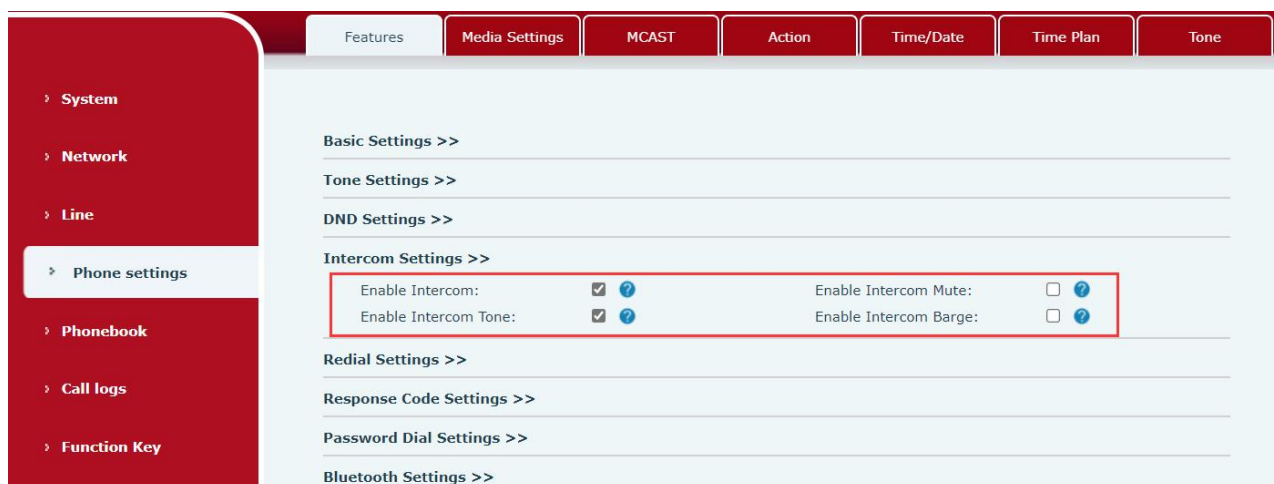 Features Media Settings MCAST Action Time/Date Time Plan Tone
System
Network
Line
Phone settings
Phonebook
Call logs
Function Key
Basic Settings >>
Tone Settings >>
DND Settings >>
Intercom Settings >>
Enable Intercom: Enable Intercom Mute:
Enable Intercom Tone: Enable Intercom Barge:
Redial Settings >>
Response Code Settings >>
Password Dial Settings >>
Bluetooth Settings >>